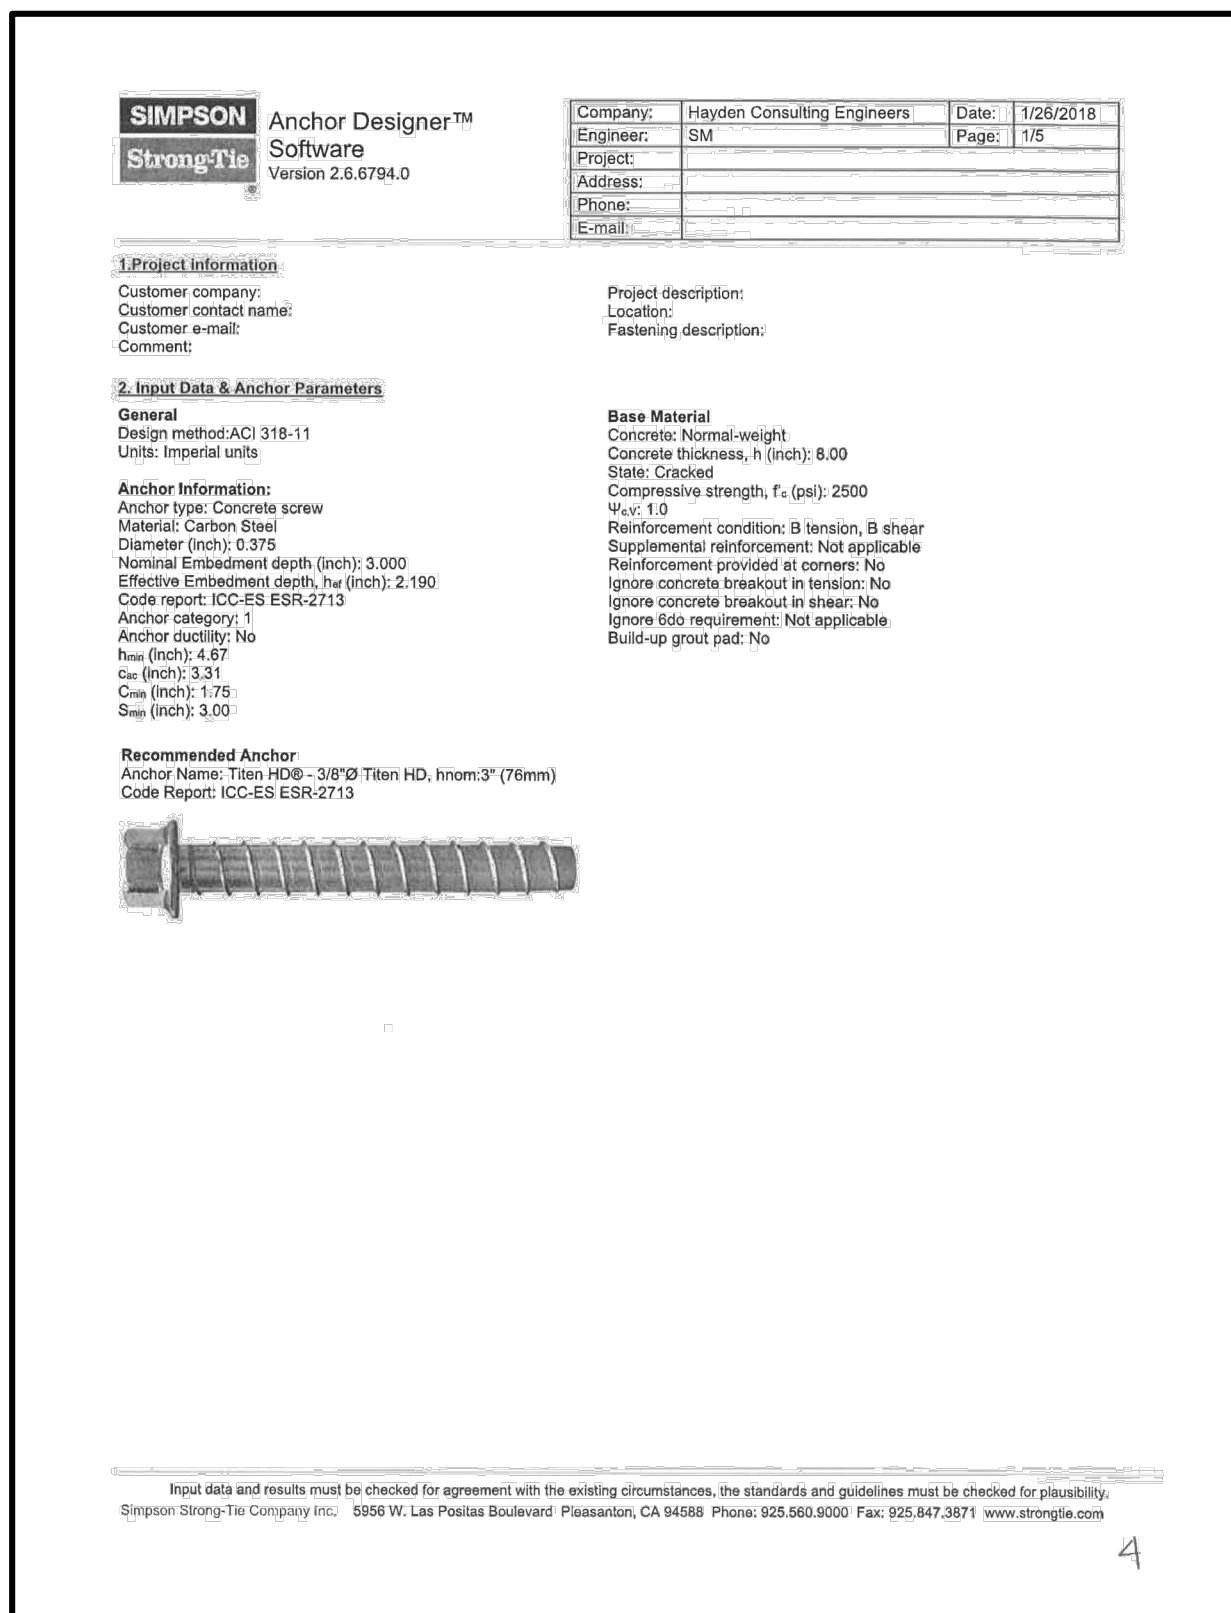 SIMPSON
Strong-Tie
®
Anchor Designer™
Software
Version 2.6.6794.0
Company: Hayden Consulting Engineers Date: 1/26/2018
Engineer: SM Page: 1/5
Project:
Address:
Phone:
E-mail:
1.Project information
Customer company:
Customer contact name:
Customer e-mail:
Comment:
Project description:
Location:
Fastening description:
2. Input Data & Anchor Parameters
General
Design method:ACI 318-11
Units: Imperial units
Anchor Information:
Anchor type: Concrete screw
Material: Carbon Steel
Diameter (inch): 0.375
Nominal Embedment depth (inch): 3.000
Effective Embedment depth, hef (inch): 2.190
Code report: ICC-ES ESR-2713
Anchor category: 1
Anchor ductility: No
hmin (inch): 4.67
cac (inch): 3.31
Cmin (inch): 1.75
Smin (inch): 3.00
Base Material
Concrete: Normal-weight
Concrete thickness, h (inch): 8.00
State: Cracked
Compressive strength, f'c (psi): 2500
Ψc,V: 1.0
Reinforcement condition: B tension, B shear
Supplemental reinforcement: Not applicable
Reinforcement provided at corners: No
Ignore concrete breakout in tension: No
Ignore concrete breakout in shear: No
Ignore 6do requirement: Not applicable
Build-up grout pad: No
Recommended Anchor
Anchor Name: Titen HD® - 3/8"Ø Titen HD, hnom:3" (76mm)
Code Report: ICC-ES ESR-2713
Input data and results must be checked for agreement with the existing circumstances, the standards and guidelines must be checked for plausibility.
Simpson Strong-Tie Company Inc. 5956 W. Las Positas Boulevard Pleasanton, CA 94588 Phone: 925.560.9000 Fax: 925.847.3871 www.strongtie.com
4